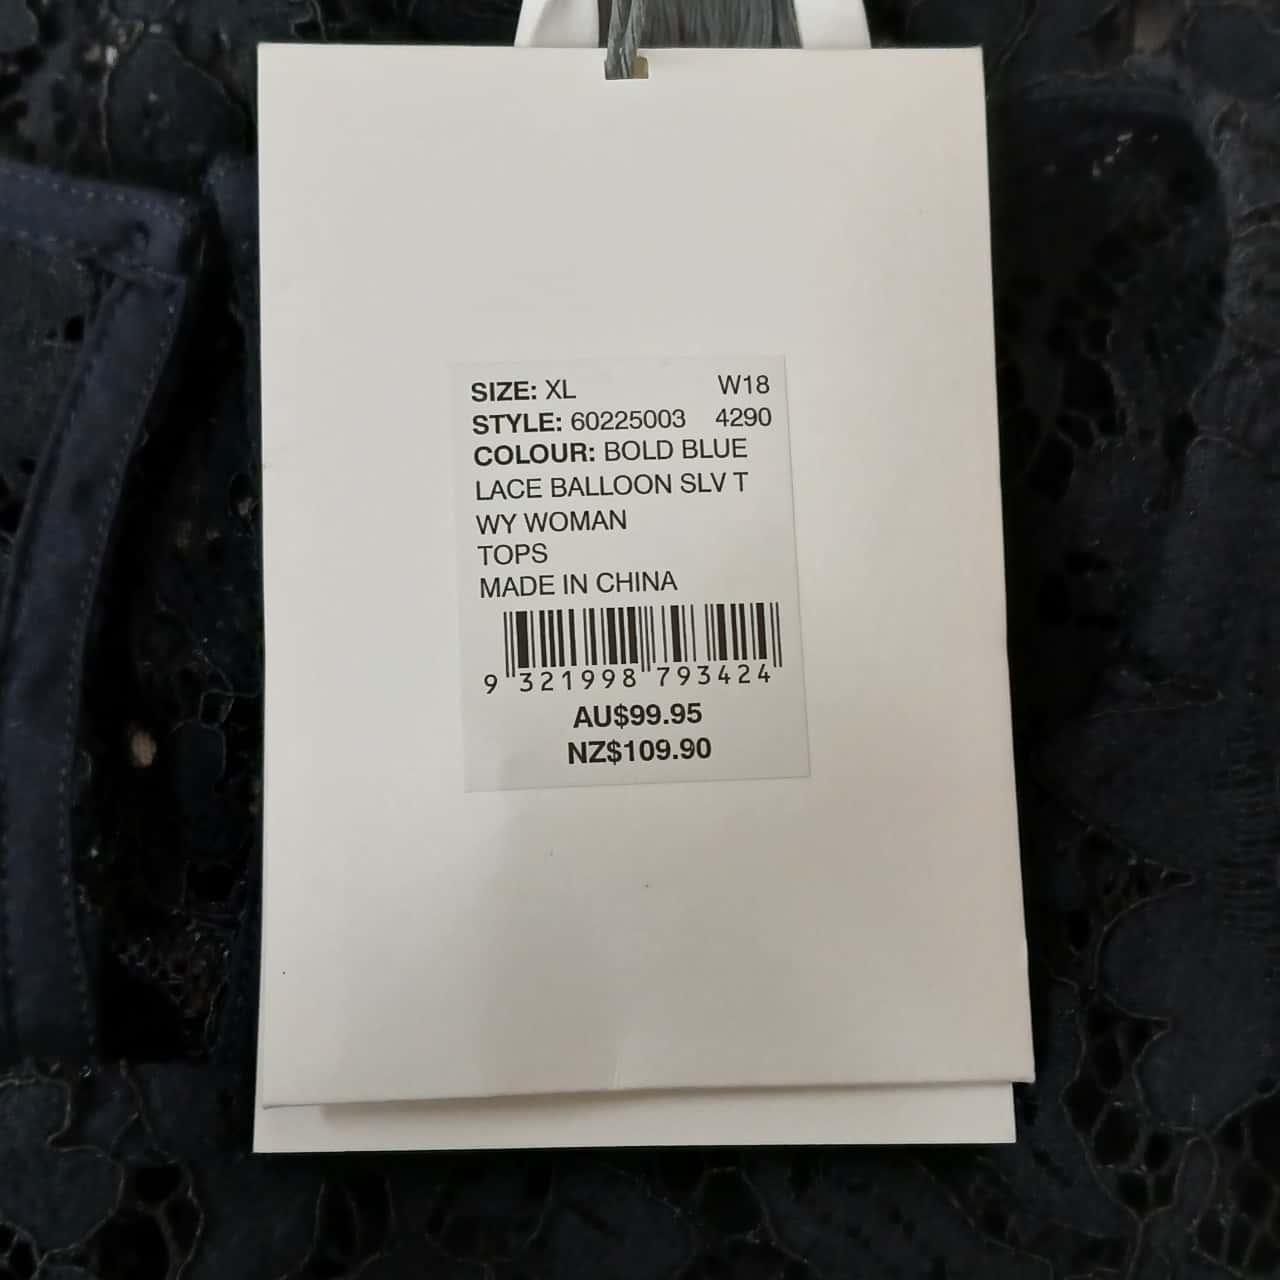 SIZE: XL W18
STYLE: 60225003 4290
COLOUR: BOLD BLUE
LACE BALLOON SLV T
WY WOMAN
TOPS
MADE IN CHINA
9 321998 793424
AU$99.95
NZ$109.90